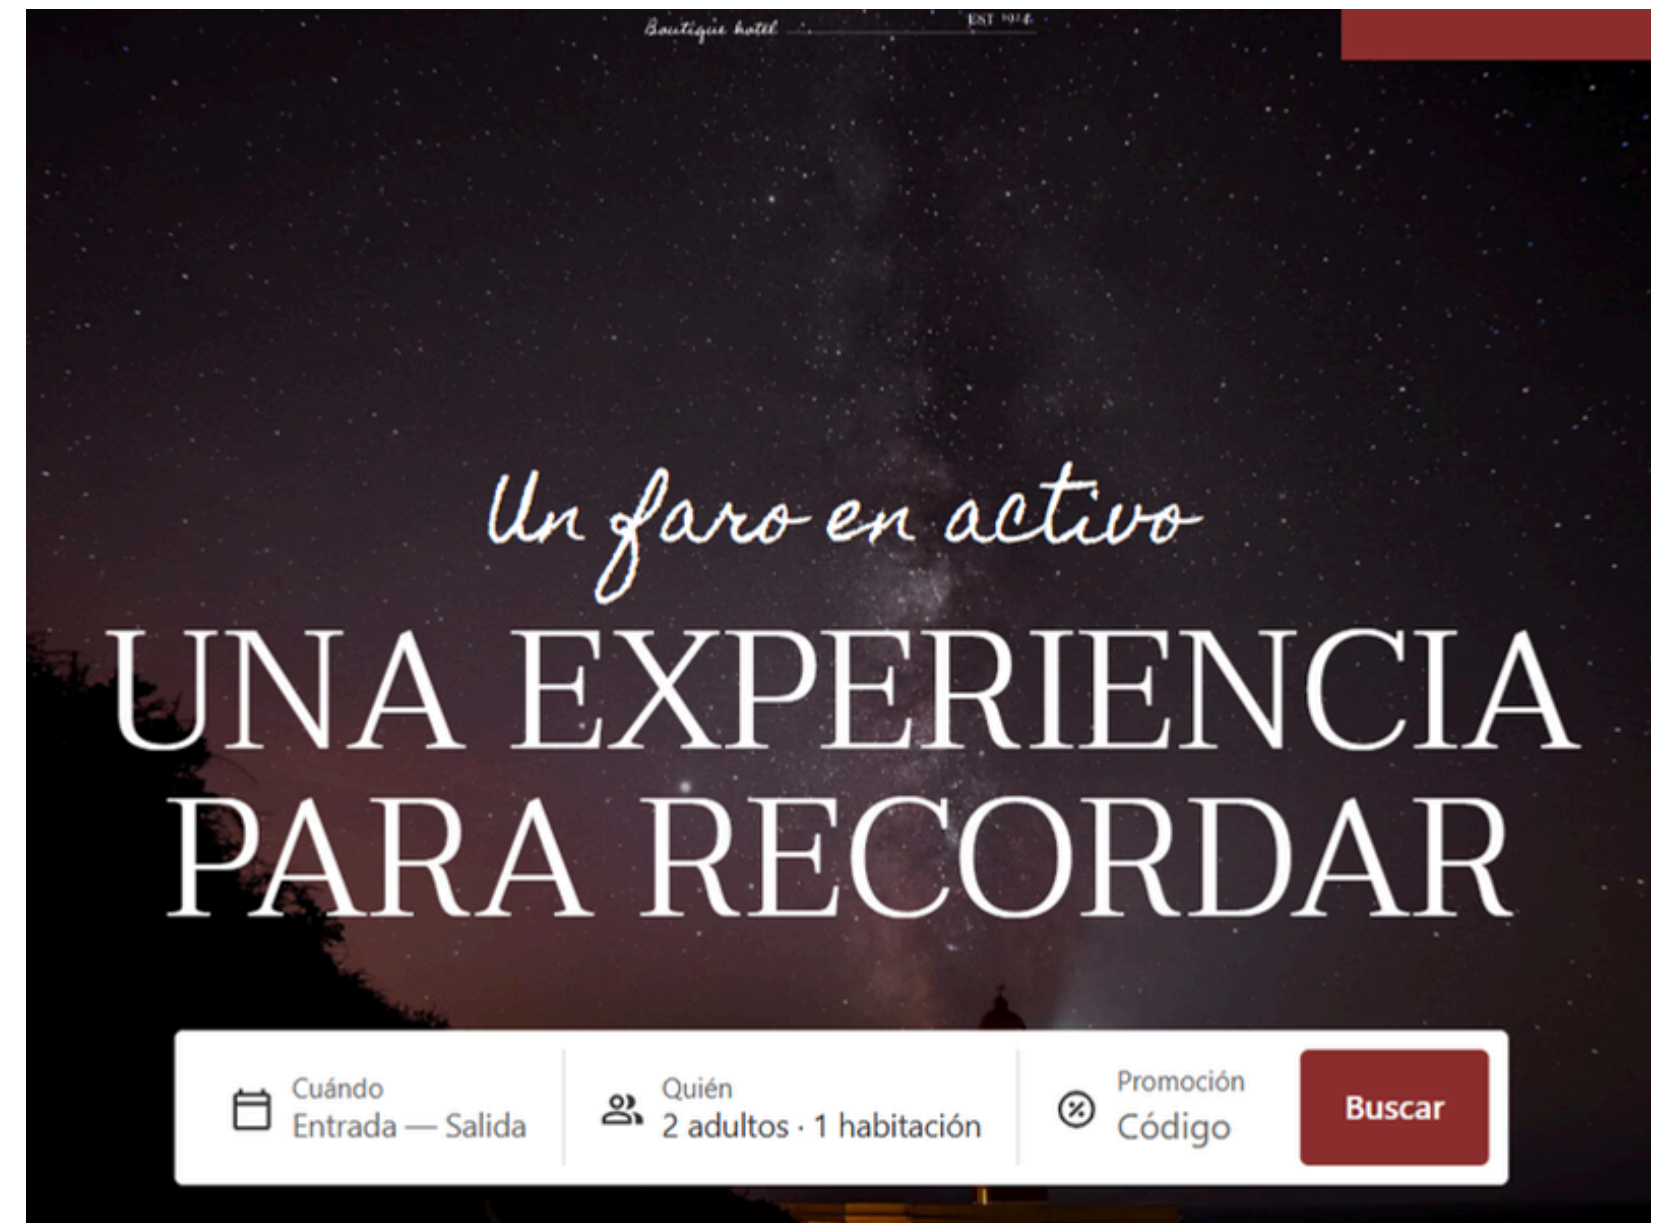 Boutique hotel
Un faro en activo
UNA EXPERIENCIA
PARA RECORDAR
Cuándo
Entrada — Salida
Quién
2 adultos · 1 habitación
Promoción
Código
Buscar